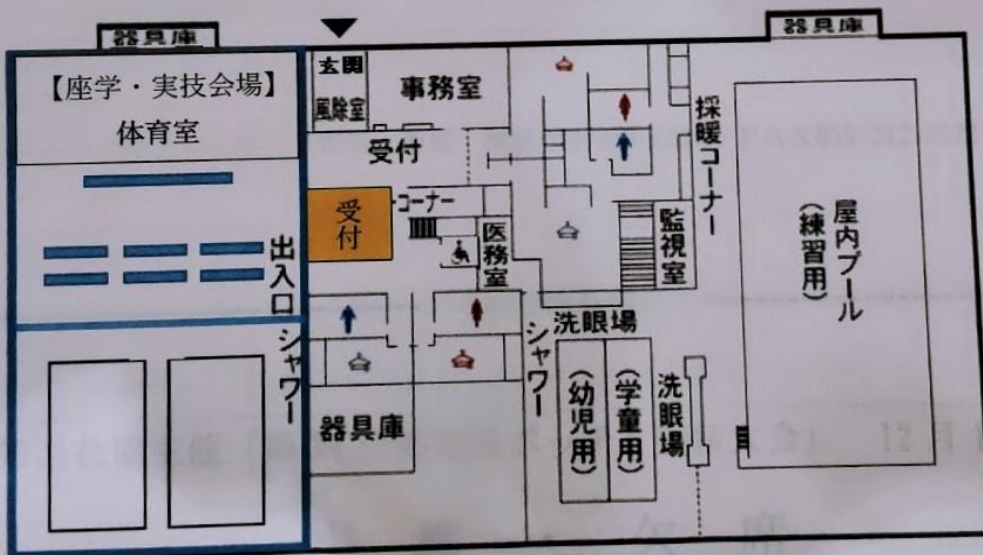 器具庫
器具庫
【座学・実技会場】
体育室
玄関
風除室
事務室
受付
採暖コーナー
受付
コーナー
医務室
監視室
屋内プール
（練習用）
出入口
シャワー
シャワー
洗眼場
（幼児用）
（学童用）
洗眼場
器具庫